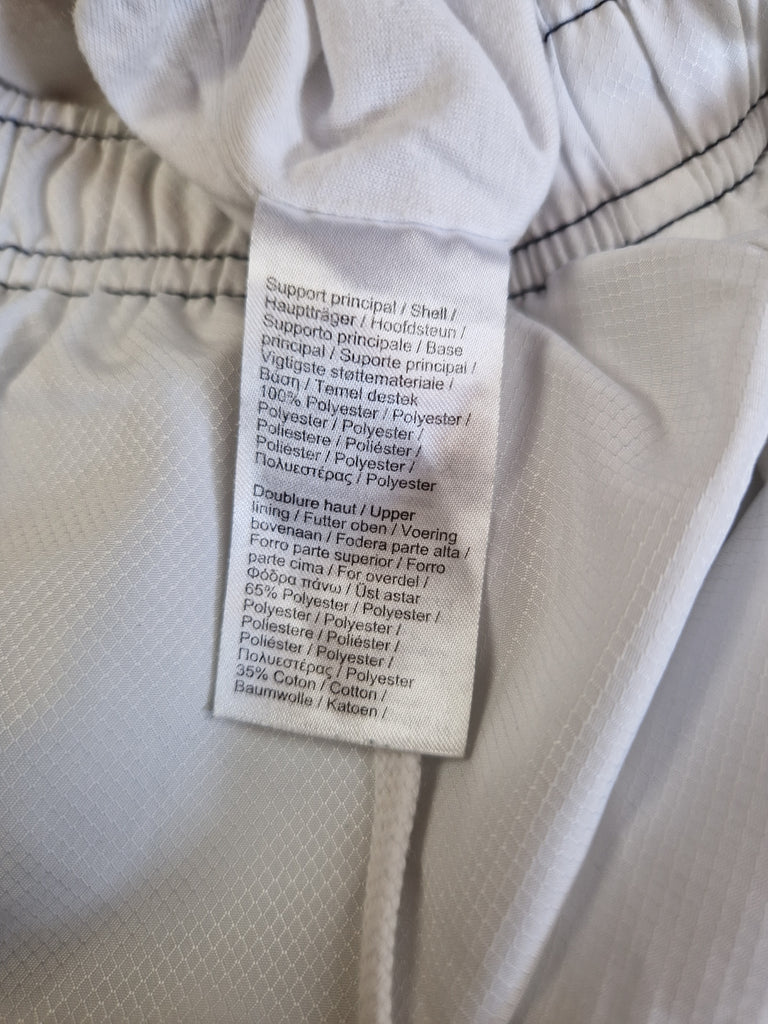 Support principal / Shell /
Hauptträger / Hoofdsteun /
Supporto principale / Base
principal / Suporte principal /
Vigtigste støttemateriale /
Βάση / Temel destek
100% Polyester / Polyester /
Polyester / Polyester /
Poliestere / Poliéster /
Poliéster / Polyester /
Πολυεστέρας / Polyester
Doublure haut / Upper
lining / Futter oben / Voering
bovenaan / Fodera parte alta /
Forro parte superior / Forro
parte cima / For overdel /
Φόδρα πάνω / Üst astar
65% Polyester / Polyester /
Polyester / Polyester /
Poliestere / Poliéster /
Poliéster / Polyester /
Πολυεστέρας / Polyester
35% Coton / Cotton /
Baumwolle / Katoen /